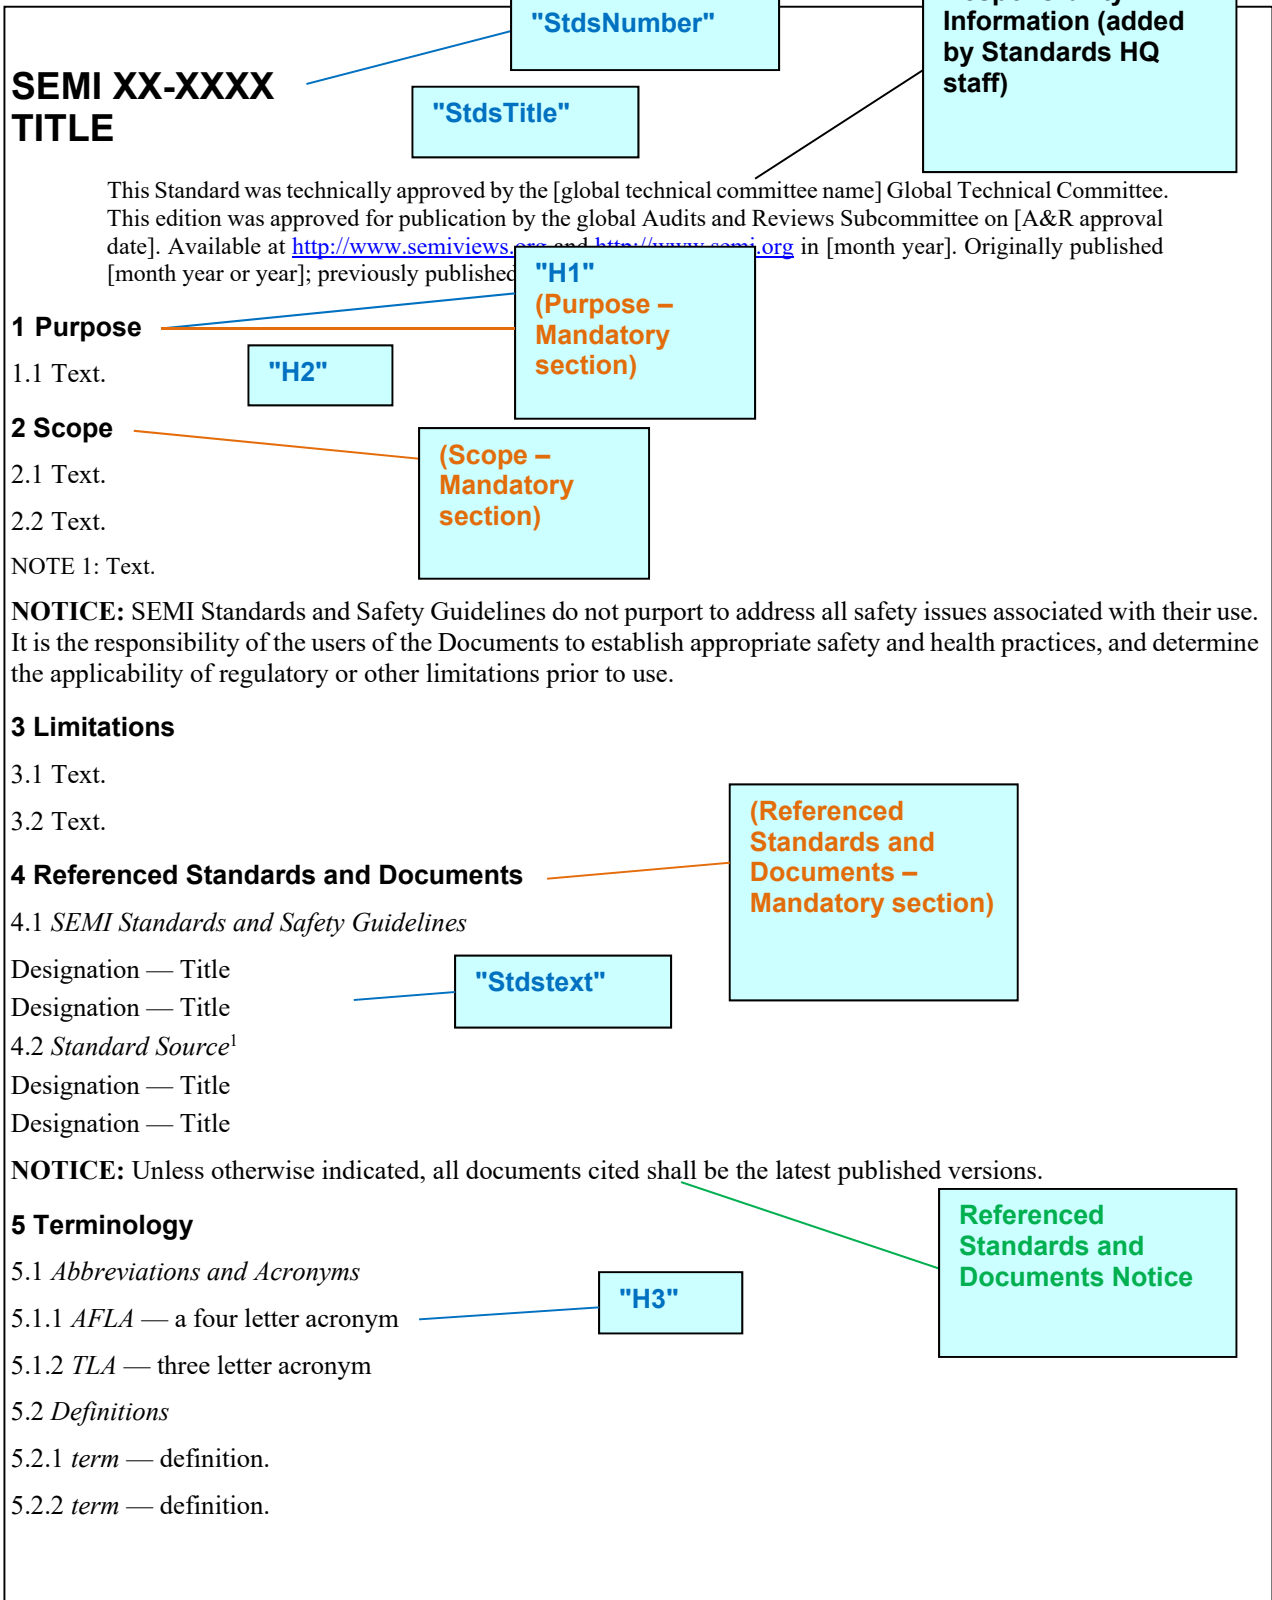 "StdsNumber"
Information (added
by Standards HQ
staff)
SEMI XX-XXXX
TITLE
"StdsTitle"
This Standard was technically approved by the [global technical committee name] Global Technical Committee.
This edition was approved for publication by the global Audits and Reviews Subcommittee on [A&R approval
date]. Available at http://www.semiviews.org and http://www.semi.org in [month year]. Originally published
[month year or year]; previously published
"H1"
(Purpose –
Mandatory
section)
1 Purpose
1.1 Text.
"H2"
2 Scope
(Scope –
Mandatory
section)
2.1 Text.
2.2 Text.
NOTE 1: Text.
NOTICE: SEMI Standards and Safety Guidelines do not purport to address all safety issues associated with their use.
It is the responsibility of the users of the Documents to establish appropriate safety and health practices, and determine
the applicability of regulatory or other limitations prior to use.
3 Limitations
3.1 Text.
3.2 Text.
4 Referenced Standards and Documents
(Referenced
Standards and
Documents –
Mandatory section)
4.1 SEMI Standards and Safety Guidelines
Designation — Title
Designation — Title
"Stdstext"
4.2 Standard Source1
Designation — Title
Designation — Title
NOTICE: Unless otherwise indicated, all documents cited shall be the latest published versions.
Referenced
Standards and
Documents Notice
5 Terminology
5.1 Abbreviations and Acronyms
5.1.1 AFLA — a four letter acronym
"H3"
5.1.2 TLA — three letter acronym
5.2 Definitions
5.2.1 term — definition.
5.2.2 term — definition.